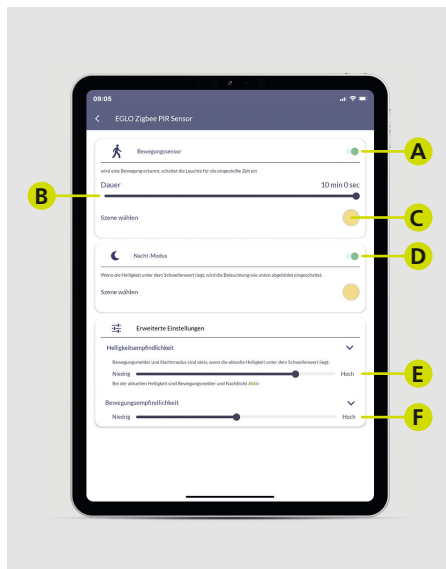 09:05
EGLO Zigbee PIR Sensor
Bewegungssensor
A
wird eine Bewegung erkannt, schaltet die Leuchte für die eingestellte Zeit ein
Dauer
10 min 0 sec
B
Szene wählen
C
Nacht-Modus
D
Wenn die Helligkeit unter dem Schwellenwert liegt, wird die Beleuchtung wie unten abgebildet eingeschaltet.
Szene wählen
Erweiterte Einstellungen
Helligkeitsempfindlichkeit
Bewegungsmelder und Nachtmodus sind aktiv, wenn die aktuelle Helligkeit unter dem Schwellenwert liegt
Niedrig
Hoch
E
Bei der aktuellen Helligkeit sind Bewegungsmelder und Nachtlicht Aktiv
Bewegungsempfindlichkeit
Niedrig
Hoch
F